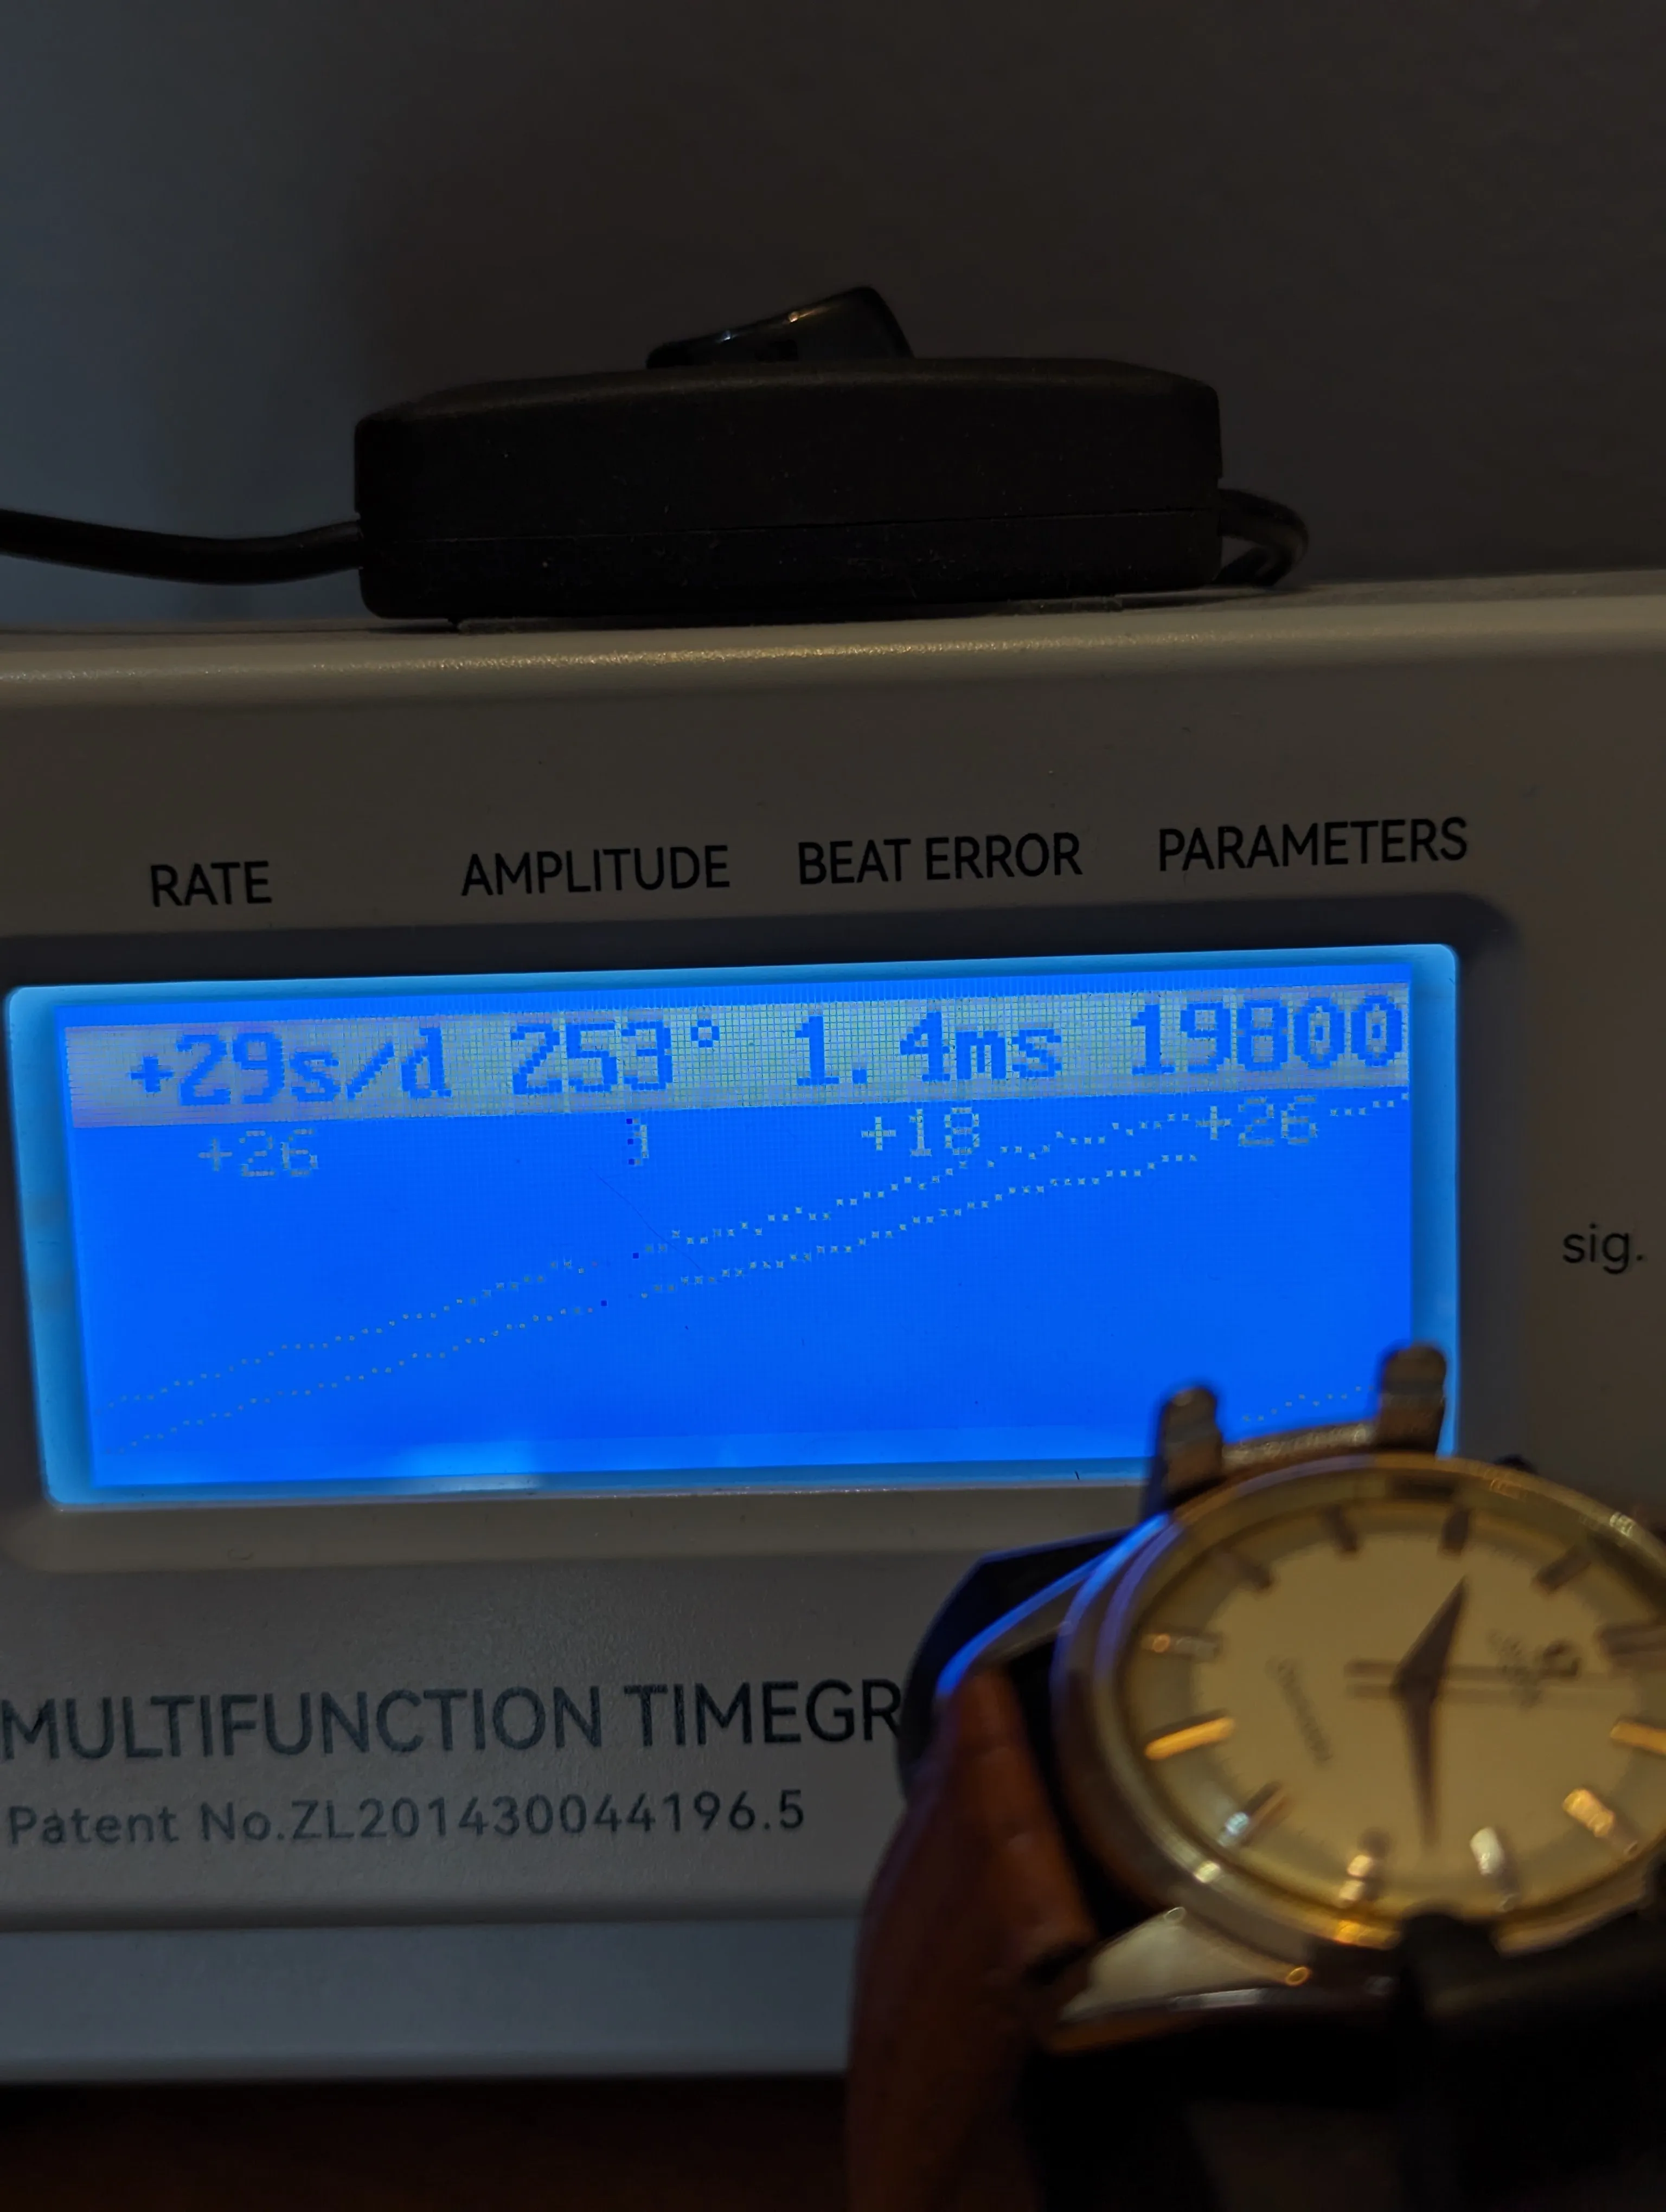 RATE AMPLITUDE BEAT ERROR PARAMETERS
+29s/d 253° 1.4ms 19800
+26 +18 +26
sig.
MULTIFUNCTION TIMEGR
Patent No.ZL201430044196.5